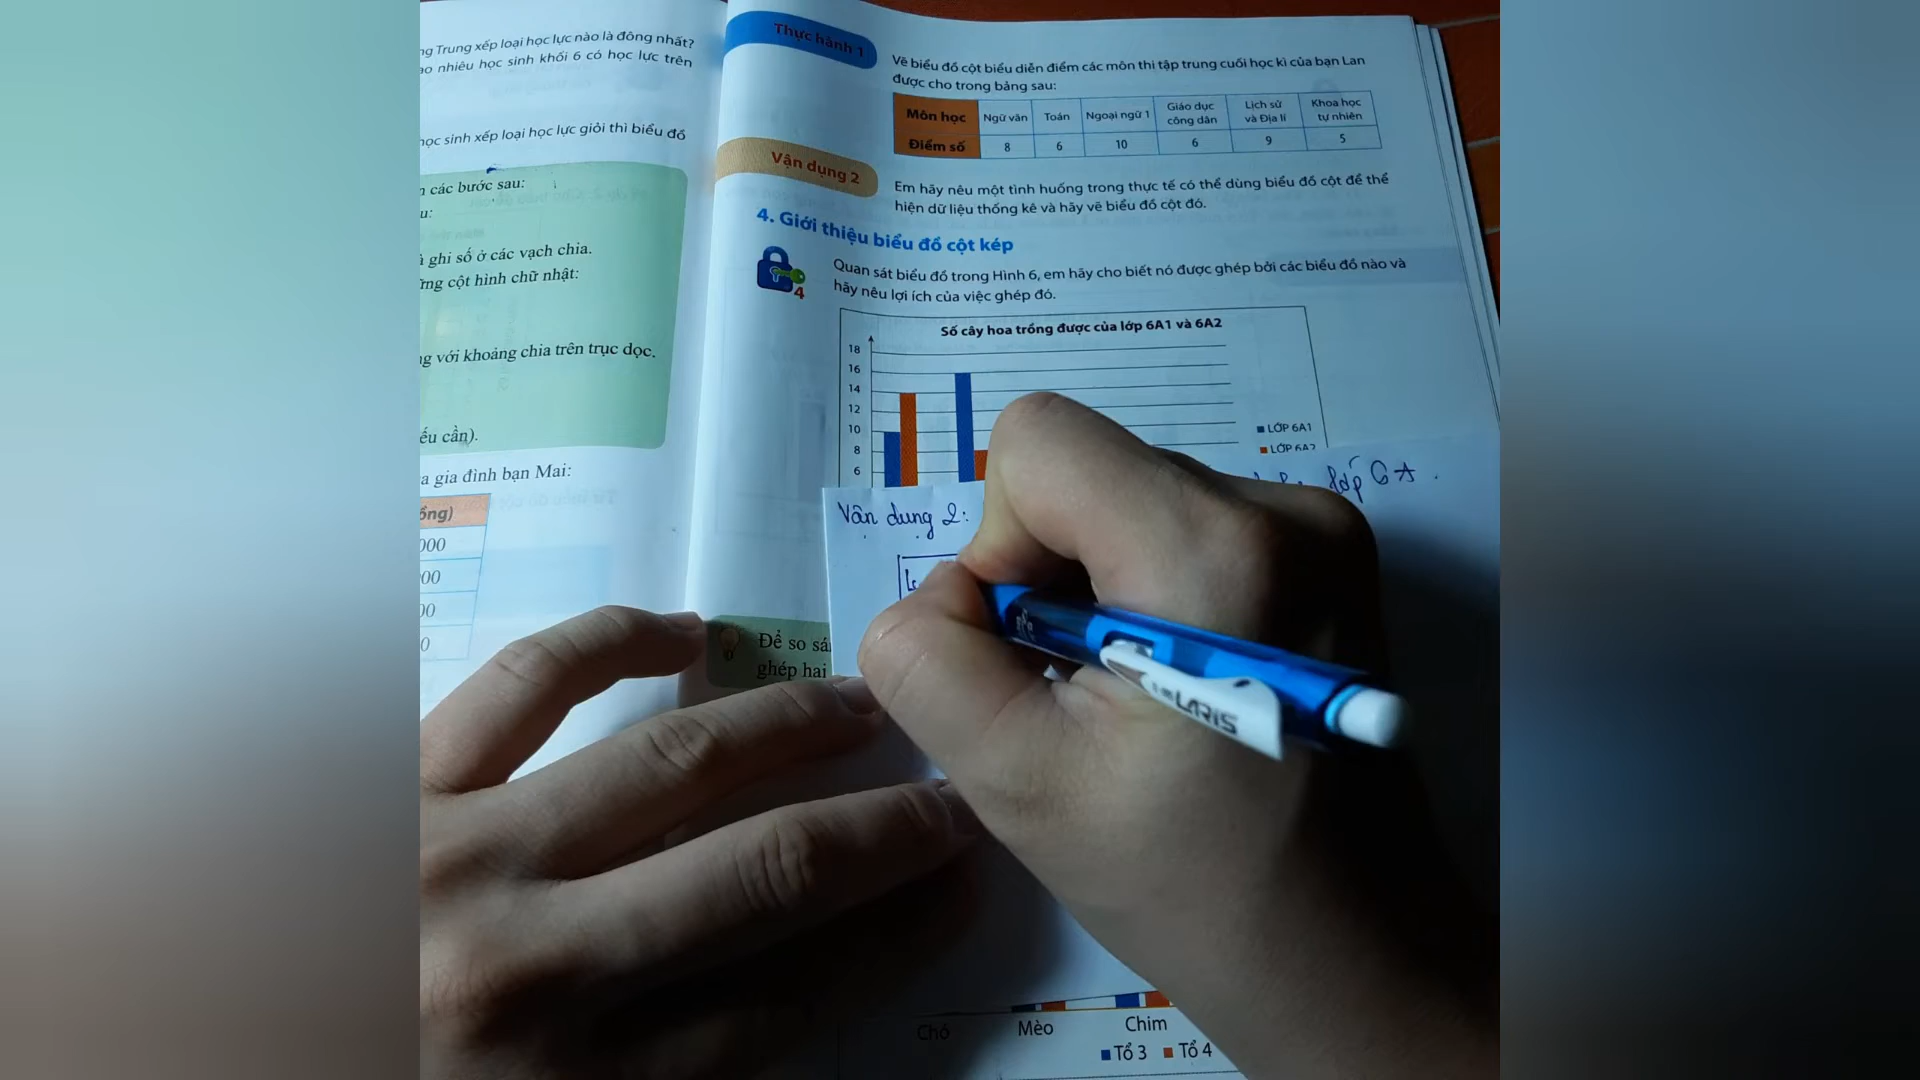 ng Trung xếp loại học lực nào là đông nhất?
ao nhiêu học sinh khối 6 có học lực trên
học sinh xếp loại học lực giỏi thì biểu đồ
n các bước sau:
u:
à ghi số ở các vạch chia.
ững cột hình chữ nhật:
ng với khoảng chia trên trục dọc.
ếu cần).
a gia đình bạn Mai:
ồng)
000
00
00
0
Thực hành 1
Vẽ biểu đồ cột biểu diễn điểm các môn thi tập trung cuối học kì của bạn Lan
được cho trong bảng sau:
Môn học Ngữ văn Toán Ngoại ngữ 1 Giáo dục công dân Lịch sử và Địa lí Khoa học tự nhiên
Điểm số 8 6 10 6 9 5
Vận dụng 2
Em hãy nêu một tình huống trong thực tế có thể dùng biểu đồ cột để thể
hiện dữ liệu thống kê và hãy vẽ biểu đồ cột đó.
4. Giới thiệu biểu đồ cột kép
4
Quan sát biểu đồ trong Hình 6, em hãy cho biết nó được ghép bởi các biểu đồ nào và
hãy nêu lợi ích của việc ghép đó.
Số cây hoa trồng được của lớp 6A1 và 6A2
18
16
14
12
10
8
6
LỚP 6A1
LỚP 6A2
Vận dụng 2:
lớp 6A.
Để so sá
ghép hai
LARIS
Chó Mèo Chim
Tổ 3 Tổ 4